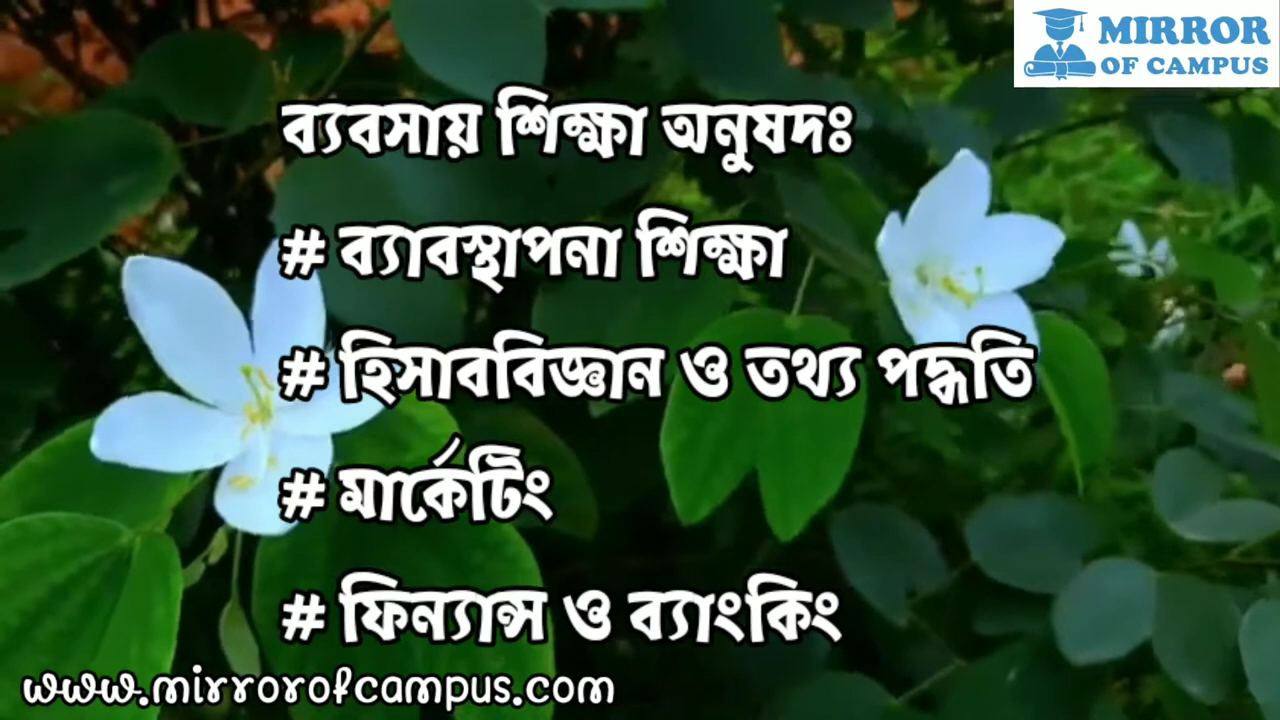 MIRROR
OF CAMPUS
ব্যবসায় শিক্ষা অনুষদঃ
# ব্যাবস্থাপনা শিক্ষা
# হিসাববিজ্ঞান ও তথ্য পদ্ধতি
# মার্কেটিং
# ফিন্যান্স ও ব্যাংকিং
www.mirrorofcampus.com